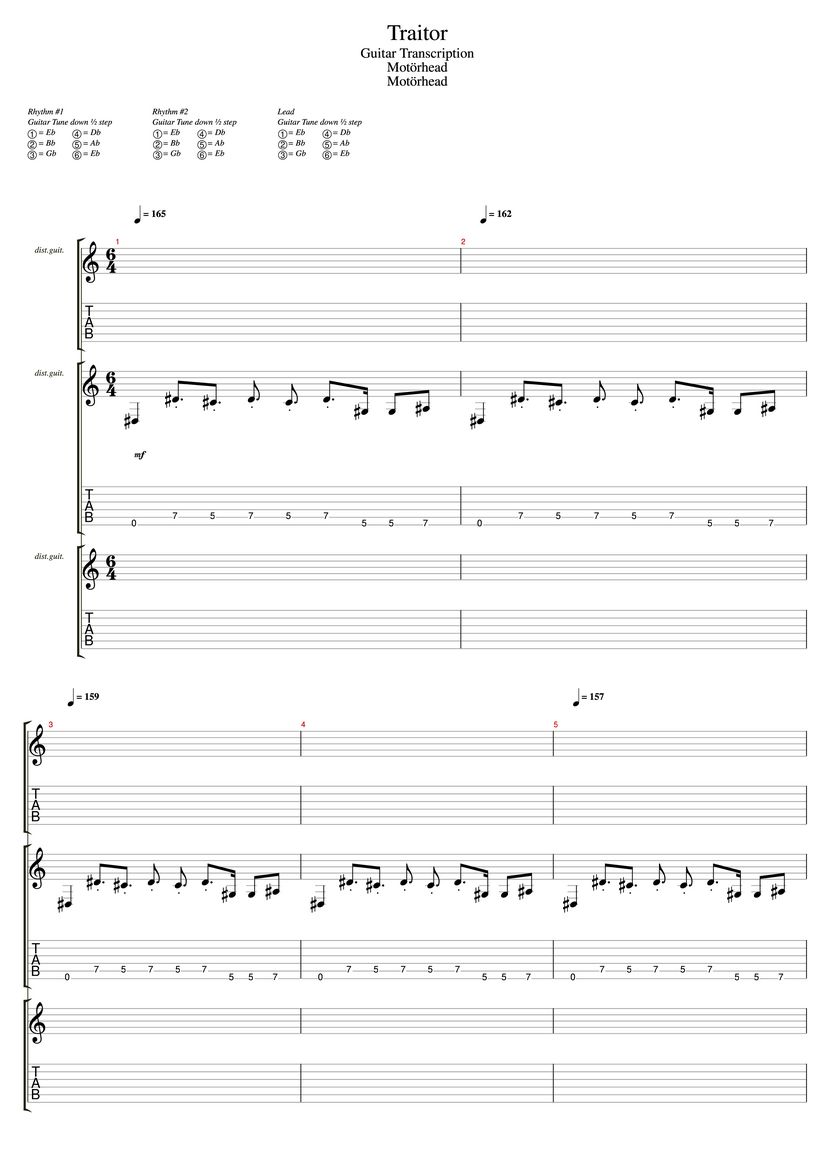 Traitor
Guitar Transcription
Motörhead
Motörhead
Rhythm #1
Guitar Tune down ½ step
① = Eb ④ = Db
② = Bb ⑤ = Ab
③ = Gb ⑥ = Eb
Rhythm #2
Guitar Tune down ½ step
① = Eb ④ = Db
② = Bb ⑤ = Ab
③ = Gb ⑥ = Eb
Lead
Guitar Tune down ½ step
① = Eb ④ = Db
② = Bb ⑤ = Ab
③ = Gb ⑥ = Eb
= 165 = 162
1 2
dist.guit.
6
4
T
A
B
dist.guit.
6
4
mf
T
A
B
7 5 7 5 7 7 5 7 5 7
0 5 5 7 0 5 5 7
dist.guit.
6
4
T
A
B
= 159 = 157
3 4 5
T
A
B
T
A
B
7 5 7 5 7 7 5 7 5 7 7 5 7 5 7
0 5 5 7 0 5 5 7 0 5 5 7
T
A
B